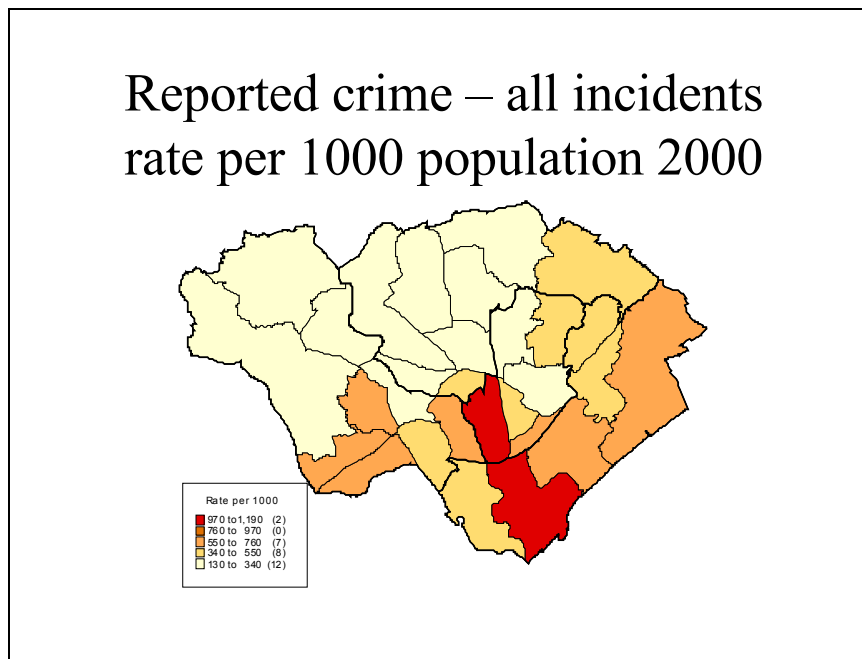 Reported crime – all incidents
rate per 1000 population 2000
Rate per 1000
970 to 1,190 (2)
760 to 970 (0)
550 to 760 (7)
340 to 550 (8)
130 to 340 (12)